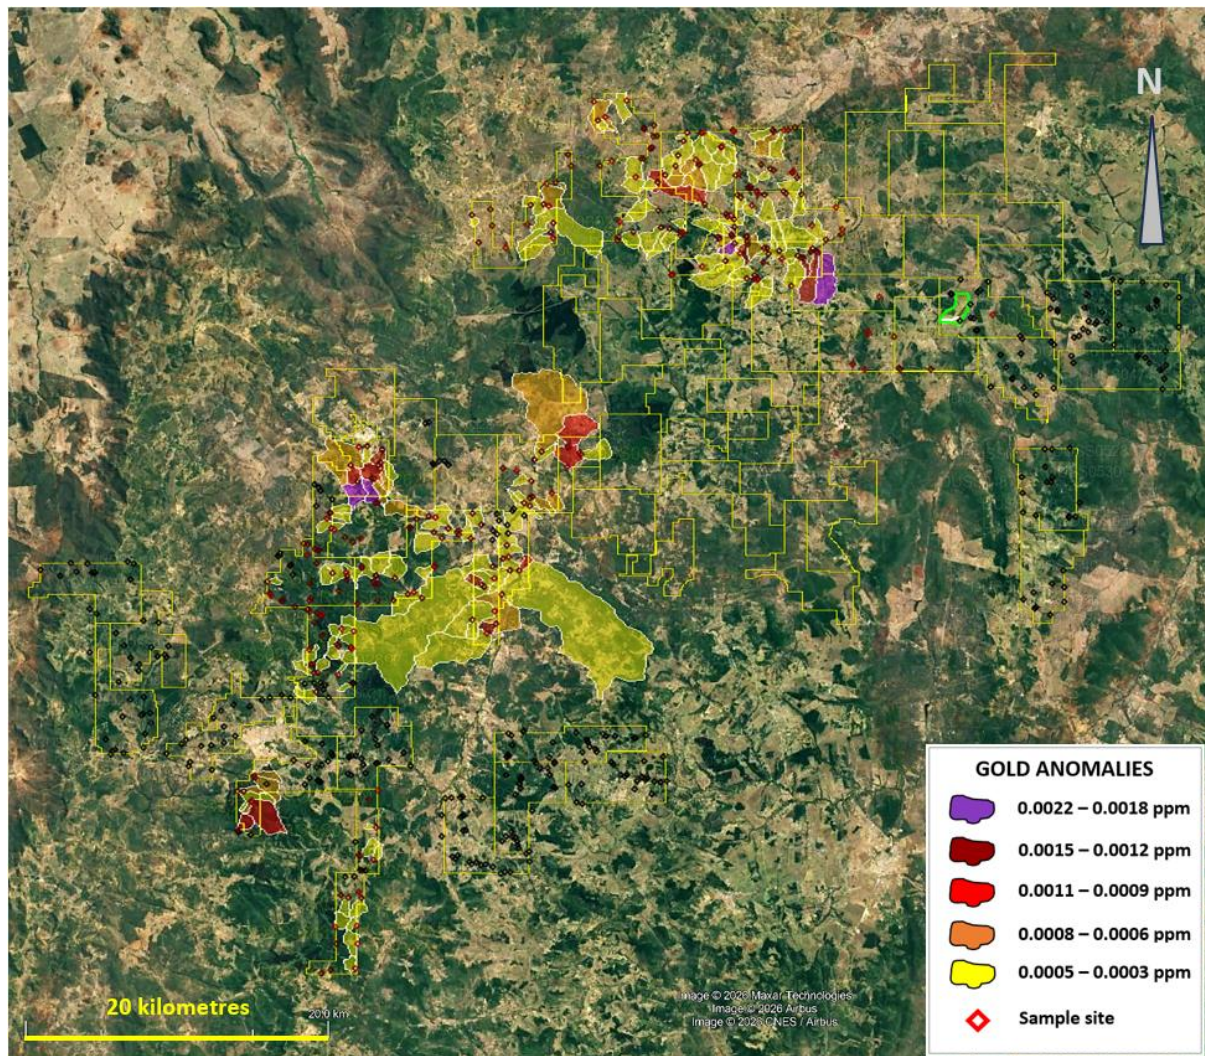 N
GOLD ANOMALIES
0.0022 – 0.0018 ppm
0.0015 – 0.0012 ppm
0.0011 – 0.0009 ppm
0.0008 – 0.0006 ppm
0.0005 – 0.0003 ppm
Sample site
20 kilometres
20.0 km
Image © 2026 Maxar Technologies
Image © 2026 Airbus
Image © 2026 CNES / Airbus